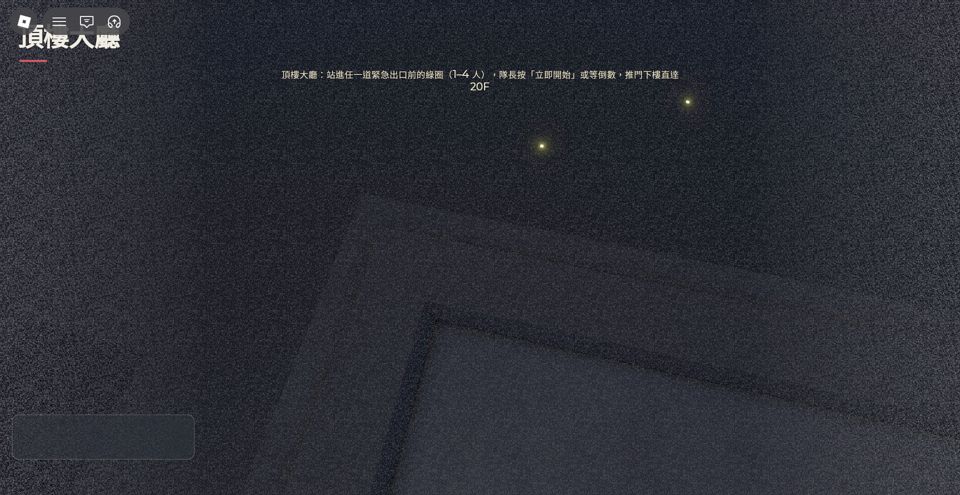 頂樓大廳
頂樓大廳：站進任一道緊急出口前的綠圈（1–4 人），隊長按「立即開始」或等倒數，推門下樓直達
20F